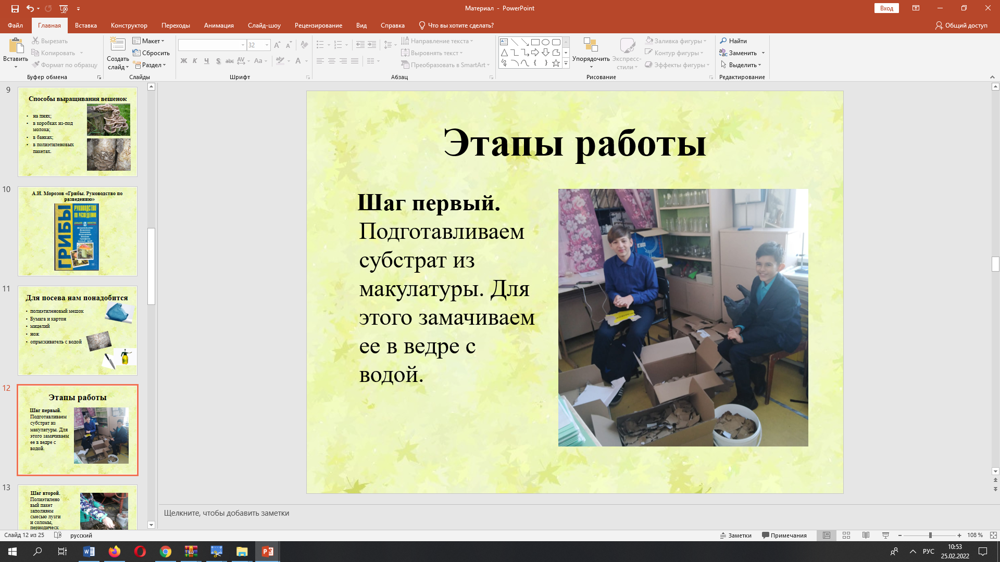 Материал - PowerPoint
Вход
Файл
Главная
Вставка
Конструктор
Переходы
Анимация
Слайд-шоу
Рецензирование
Вид
Справка
Что вы хотите сделать?
Общий доступ
Вставить
Вырезать
Копировать
Формат по образцу
Буфер обмена
Создать слайд
Макет
Сбросить
Раздел
Слайды
32
Ж К Ч S abc AV Aa А
Шрифт
Направление текста
Выровнять текст
Преобразовать в SmartArt
Абзац
Упорядочить
Экспресс-стили
Заливка фигуры
Контур фигуры
Эффекты фигуры
Рисование
Найти
Заменить
Выделить
Редактирование
9
Способы выращивания вешенок
• на пнях;
• в коробках из-под
молока;
• в банках;
• в полиэтиленовых
пакетах.
10
А.И. Морозов «Грибы. Руководство по
разведению»
ГРИБЫ
РУКОВОДСТВО
ПО РАЗВЕДЕНИЮ
11
Для посева нам понадобится
• полиэтиленовый мешок
• Бумага и картон
• мицелий
• нож
• опрыскиватель с водой
12
Этапы работы
Шаг первый.
Подготавливаем
субстрат из
макулатуры. Для
этого замачиваем
ее в ведре с
водой.
13
Шаг второй.
Полиэтилено
вый пакет
заполняем
смесью лузги
и соломы,
периодическ
Этапы работы
Шаг первый.
Подготавливаем
субстрат из
макулатуры. Для
этого замачиваем
ее в ведре с
водой.
Щелкните, чтобы добавить заметки
Слайд 12 из 25
русский
Заметки
Примечания
108 %
РУС
10:53
25.02.2022